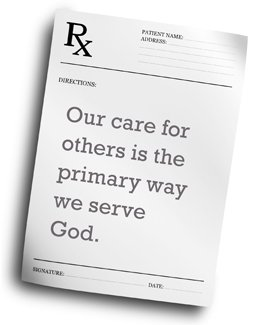 Rx
PATIENT NAME:
ADDRESS:
DIRECTIONS:
Our care for
others is the
primary way
we serve
God.
SIGNATURE:
DATE: